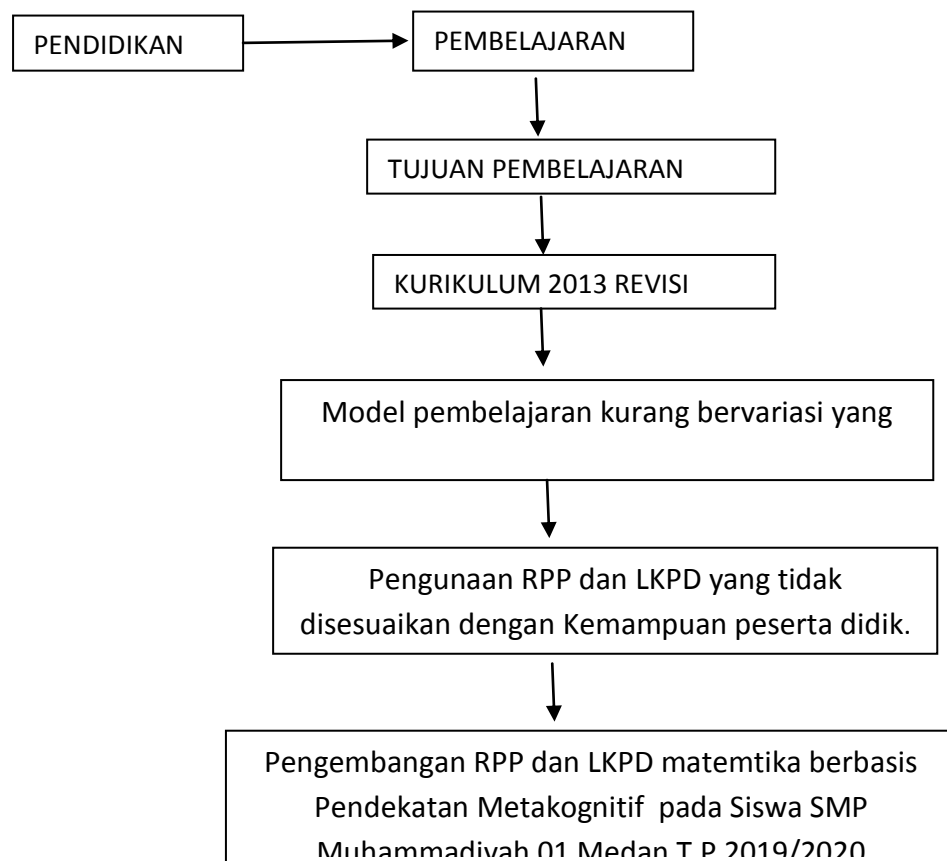 PENDIDIKAN
PEMBELAJARAN
TUJUAN PEMBELAJARAN
KURIKULUM 2013 REVISI
Model pembelajaran kurang bervariasi yang
Pengunaan RPP dan LKPD yang tidak
disesuaikan dengan Kemampuan peserta didik.
Pengembangan RPP dan LKPD matemtika berbasis
Pendekatan Metakognitif pada Siswa SMP
Muhammadiyah 01 Medan T.P 2019/2020